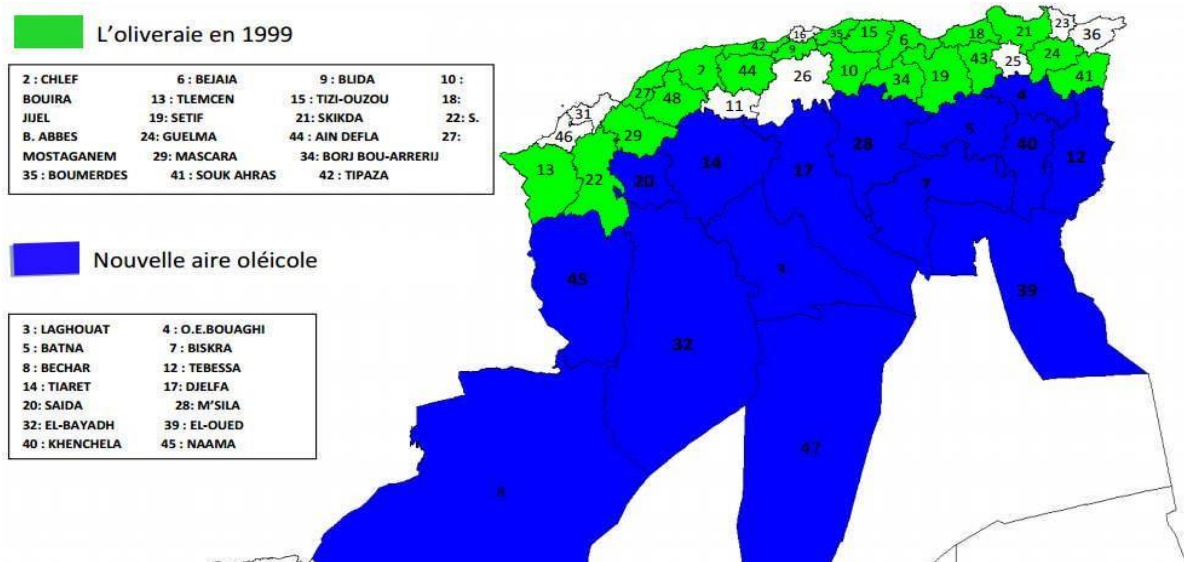 L'oliveraie en 1999
2 : CHLEF 6 : BEJAIA 9 : BLIDA 10 :
BOUIRA 13 : TLEMCEN 15 : TIZI-OUZOU 18:
JIJEL 19: SETIF 21: SKIKDA 22: S.
B. ABBES 24: GUELMA 44 : AIN DEFLA 27:
MOSTAGANEM 29: MASCARA 34: BORJ BOU-ARRERIJ
35 : BOUMERDES 41 : SOUK AHRAS 42 : TIPAZA
Nouvelle aire oléicole
3 : LAGHOUAT 4 : O.E.BOUAGHI
5 : BATNA 7 : BISKRA
8 : BECHAR 12 : TEBESSA
14 : TIARET 17: DJELFA
20: SAIDA 28: M'SILA
32: EL-BAYADH 39 : EL-OUED
40 : KHENCHELA 45 : NAAMA
16 35 15 6 18 21 23 36
42 9
2 44 26 10 34 19 43 25 24 41
27 48 11
31 46 29
4 5 40 12
13 22 20 14 17 28 7
45 3 39
32
47
8